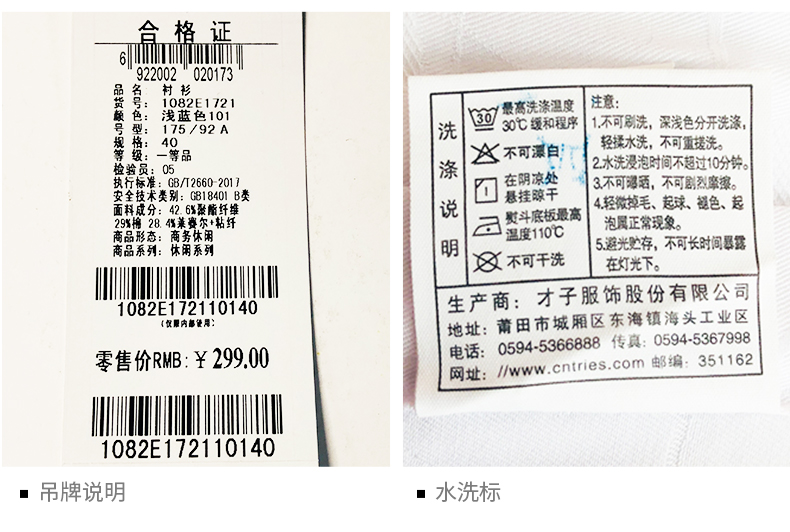 合格证
6 922002 020173
品名: 衬衫
货号: 1082E1721
颜色: 浅蓝色101
号型: 175/92A
规格: 40
等级: 一等品
检验员: 05
执行标准: GB/T2660-2017
安全技术类别: GB18401 B类
面料成分: 42.6%聚酯纤维
29%棉 28.4%莱赛尔+粘纤
商品形态: 商务休闲
商品系列: 休闲系列
1082E172110140
(仅限内部使用)
零售价RMB: ¥ 299.00
1082E172110140
■ 吊牌说明
洗涤说明
30
最高洗涤温度
30℃ 缓和程序
不可漂白
在阴凉处
悬挂晾干
熨斗底板最高
温度110℃
不可干洗
注意:
1.不可刷洗，深浅色分开洗涤，
轻揉水洗，不可重搓洗。
2.水洗浸泡时间不超过10分钟。
3.不可曝晒，不可剧烈摩擦。
4.轻微掉毛、起球、褪色、起
泡属正常现象。
5.避光贮存，不可长时间暴露
在灯光下。
生产商: 才子服饰股份有限公司
地址: 莆田市城厢区东海镇海头工业区
电话: 0594-5366888 传真: 0594-5367998
网址: //www.cntries.com 邮编: 351162
■ 水洗标